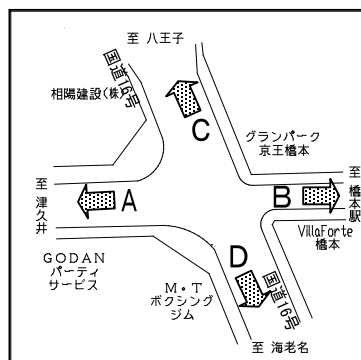 至 八王子
国道16号
相陽建設(株)
C
グランパーク
京王橋本
至 津久井
A
B
至 橋本駅
VillaForte
橋本
GODAN
パーティ
サービス
D
国道16号
M・T
ボクシング
ジム
至 海老名